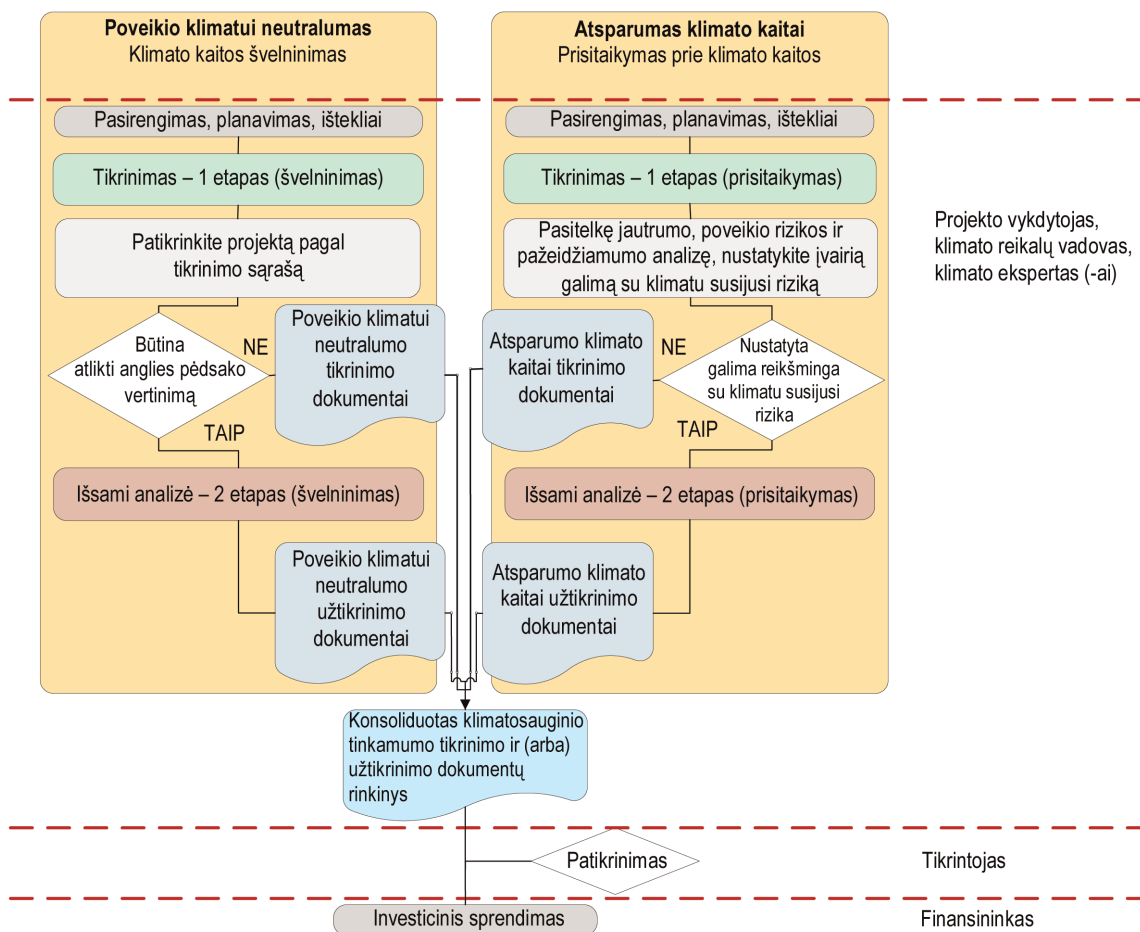 Poveikio klimatui neutralumas
Klimato kaitos švelninimas
Pasirengimas, planavimas, ištekliai
Tikrinimas – 1 etapas (švelninimas)
Patikrinkite projektą pagal
tikrinimo sąrašą
Būtina
atlikti anglies pėdsako
vertinimą
NE
Poveikio klimatui
neutralumo
tikrinimo
dokumentai
TAIP
Išsami analizė – 2 etapas (švelninimas)
Poveikio klimatui
neutralumo
užtikrinimo
dokumentai
Atsparumas klimato kaitai
Prisitaikymas prie klimato kaitos
Pasirengimas, planavimas, ištekliai
Tikrinimas – 1 etapas (prisitaikymas)
Pasitelkę jautrumo, poveikio rizikos ir
pažeidžiamumo analizę, nustatykite įvairią
galimą su klimatu susijusi riziką
Atsparumo klimato
kaitai tikrinimo
dokumentai
NE
Nustatyta
galima reikšminga
su klimatu susijusi
rizika
TAIP
Išsami analizė – 2 etapas (prisitaikymas)
Atsparumo klimato
kaitai užtikrinimo
dokumentai
Projekto vykdytojas,
klimato reikalų vadovas,
klimato ekspertas (-ai)
Konsoliduotas klimatosauginio
tinkamumo tikrinimo ir (arba)
užtikrinimo dokumentų
rinkinys
Patikrinimas
Tikrintojas
Investicinis sprendimas
Finansininkas